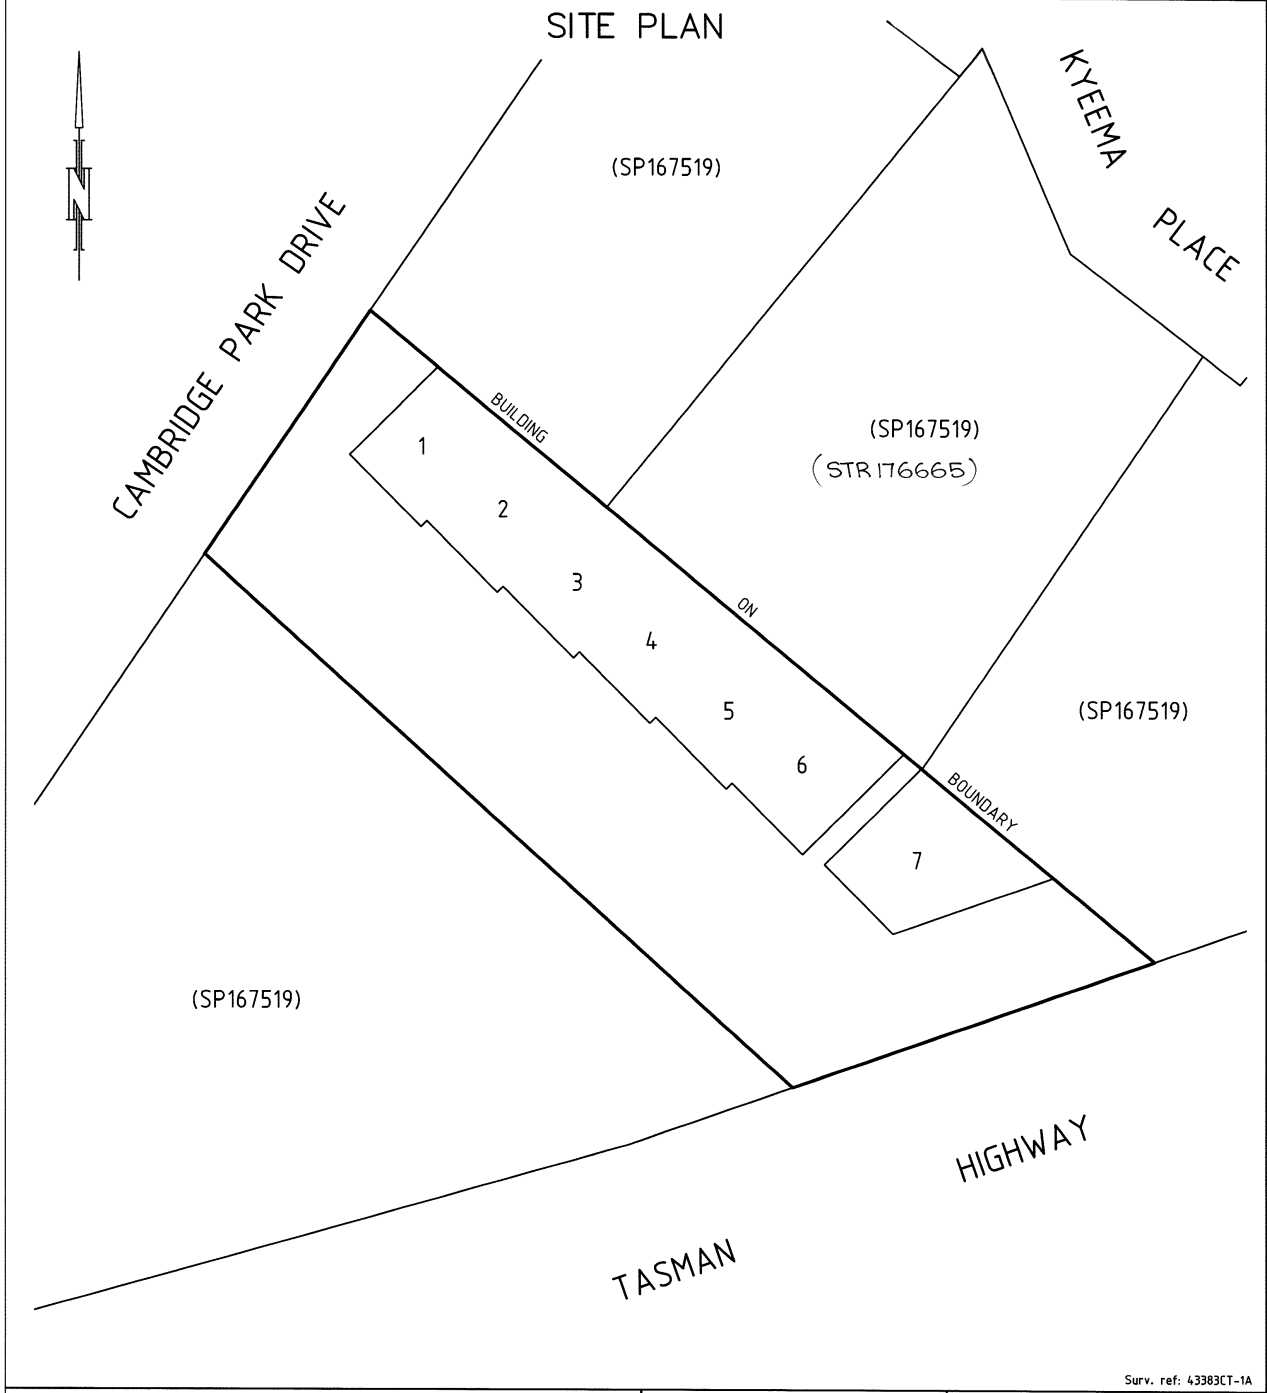 SITE PLAN
N
KYEEMA
PLACE
(SP167519)
CAMBRIDGE PARK DRIVE
BUILDING
ON
BOUNDARY
(SP167519)
(STR176665)
1
2
3
4
5
6
7
(SP167519)
(SP167519)
HIGHWAY
TASMAN
Surv. ref: 43383CT-1A